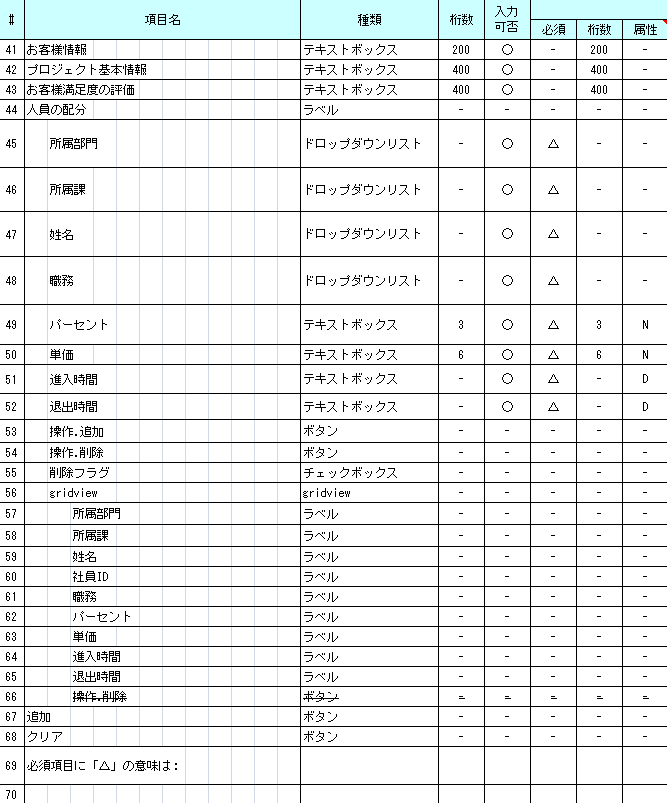 # 項目名 種類 桁数 入力可否 必須 桁数 属性
41 お客様情報 テキストボックス 200 ○ - 200 -
42 プロジェクト基本情報 テキストボックス 400 ○ - 400 -
43 お客様満足度の評価 テキストボックス 400 ○ - 400 -
44 人員の配分 ラベル - - - - -
45 所属部門 ドロップダウンリスト - ○ △ - -
46 所属課 ドロップダウンリスト - ○ △ - -
47 姓名 ドロップダウンリスト - ○ △ - -
48 職務 ドロップダウンリスト - ○ △ - -
49 パーセント テキストボックス 3 ○ △ 3 N
50 単価 テキストボックス 6 ○ △ 6 N
51 進入時間 テキストボックス - ○ △ - D
52 退出時間 テキストボックス - ○ △ - D
53 操作.追加 ボタン - - - - -
54 操作.削除 ボタン - - - - -
55 削除フラグ チェックボックス - - - - -
56 gridview gridview - - - - -
57 所属部門 ラベル - - - - -
58 所属課 ラベル - - - - -
59 姓名 ラベル - - - - -
60 社員ID ラベル - - - - -
61 職務 ラベル - - - - -
62 パーセント ラベル - - - - -
63 単価 ラベル - - - - -
64 進入時間 ラベル - - - - -
65 退出時間 ラベル - - - - -
66 操作.削除 ボタン - - - - -
67 追加 ボタン - - - - -
68 クリア ボタン - - - - -
69 必須項目に「△」の意味は：
70